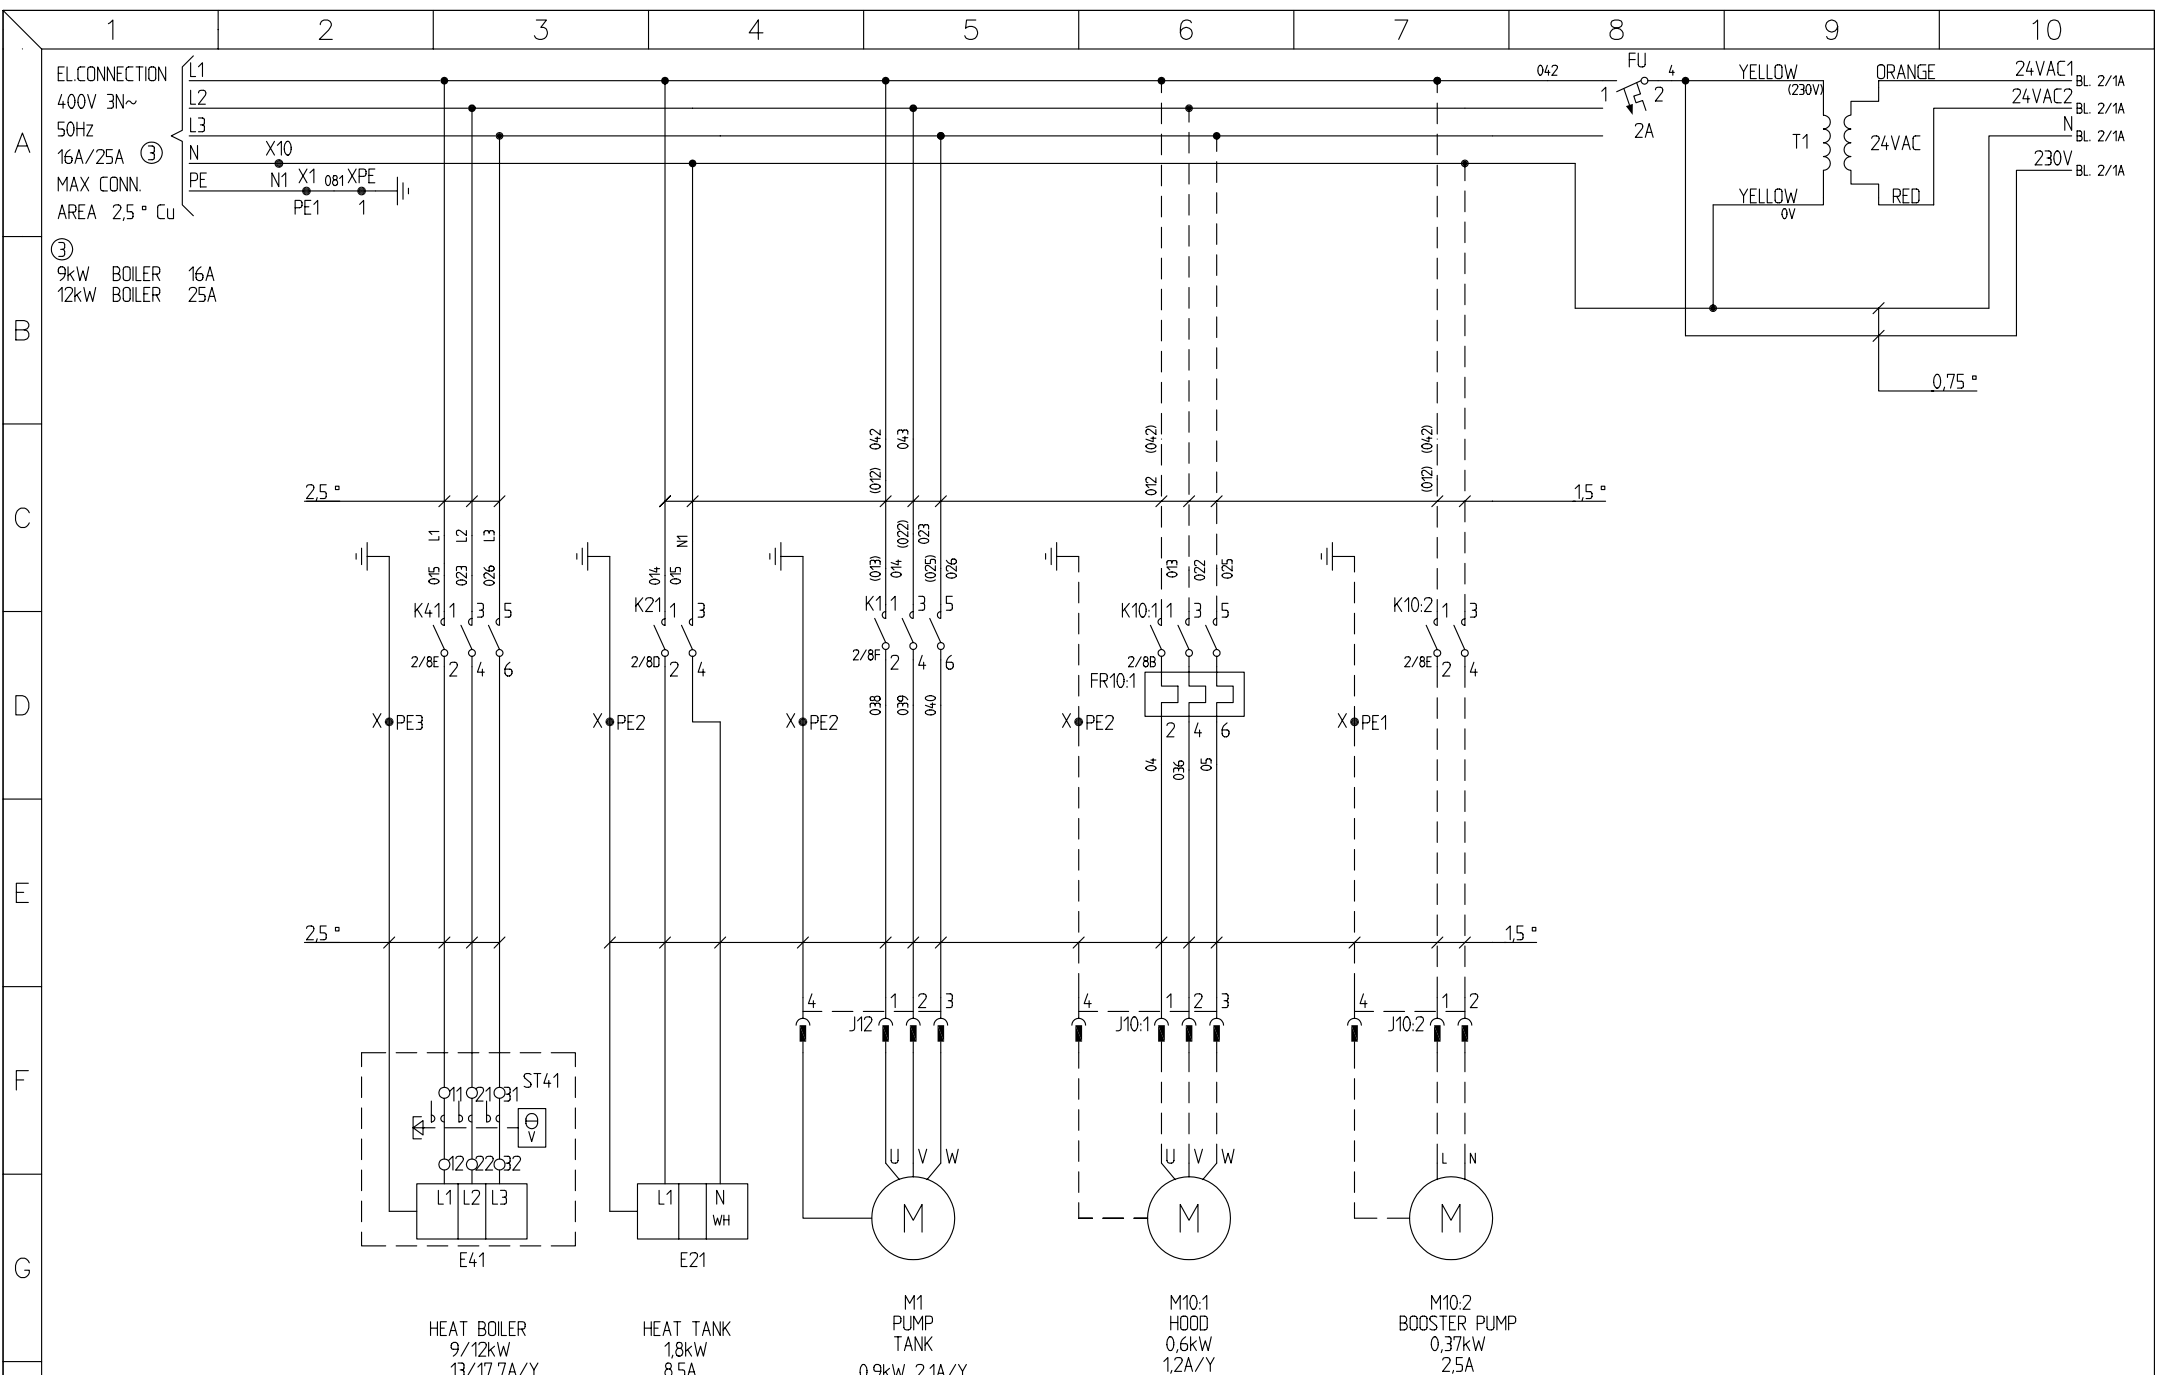 1 2 3 4 5 6 7 8 9 10
A
B
C
D
E
F
G
EL.CONNECTION
400V 3N~
50Hz
16A/25A ③
MAX CONN.
AREA 2,5 ▫ Cu
L1
L2
L3
N
PE
X10
N1 X1 081 XPE
PE1 1
③
9kW BOILER 16A
12kW BOILER 25A
042 FU 4
1 2
2A
YELLOW
(230V)
T1
YELLOW
0V
ORANGE
24VAC
RED
24VAC1 BL. 2/1A
24VAC2 BL. 2/1A
N BL. 2/1A
230V BL. 2/1A
0,75 ▫
2,5 ▫
1,5 ▫
L1 L2 L3
015 023 026
K41 1 3 5
2/8E 2 4 6
X PE3
N1
014 015
K21 1 3
2/8D 2 4
X PE2
042 043
(012)
(022) 023
(013) 014 (025) 026
K1 1 3 5
2/8F 2 4 6
038 039 040
X PE2
(042)
012
013 022 025
K10:1 1 3 5
2/8B
FR10:1
2 4 6
04 036 05
X PE2
(042)
(012)
K10:2 1 3
2/8E 2 4
X PE1
2,5 ▫
1,5 ▫
4 J12 1 2 3
4 J10:1 1 2 3
4 J10:2 1 2
ST41
11 21 31
Θ
V
12 22 32
L1 L2 L3
E41
L1 N
WH
E21
U V W
M
U V W
M
L N
M
HEAT BOILER
9/12kW
13/17,7A/Y
HEAT TANK
1,8kW
8,5A
M1
PUMP
TANK
0,9kW 2,1A/Y
M10:1
HOOD
0,6kW
1,2A/Y
M10:2
BOOSTER PUMP
0,37kW
2,5A